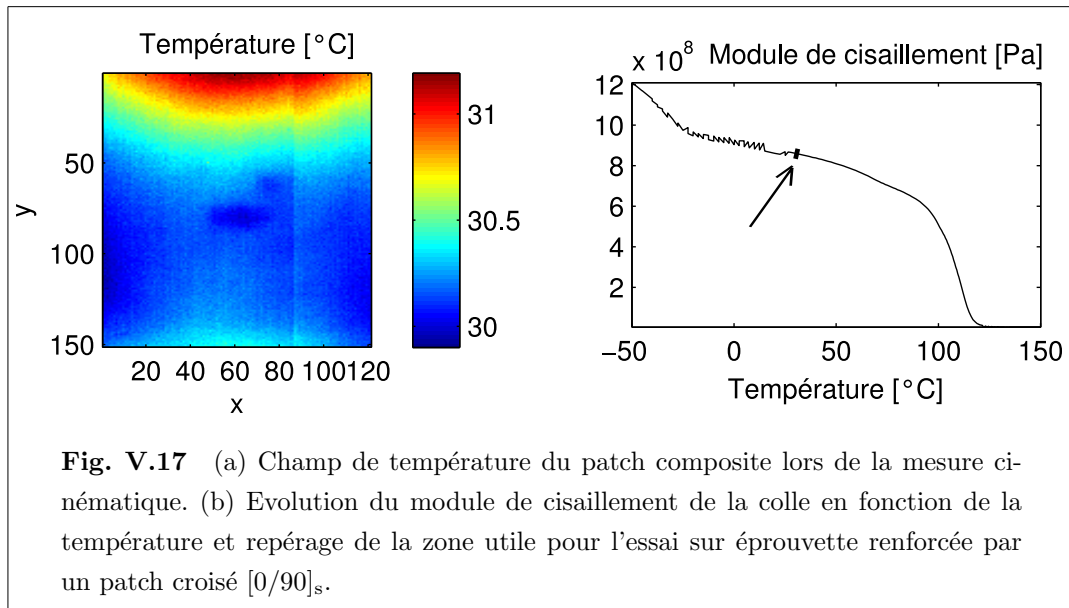 Température [°C]
50
100
150
y
20 40 60 80 100 120
x
31
30.5
30
x 10⁸ Module de cisaillement [Pa]
12
10
8
6
4
2
−50 0 50 100 150
Température [°C]
Fig. V.17 (a) Champ de température du patch composite lors de la mesure ci-
nématique. (b) Evolution du module de cisaillement de la colle en fonction de la
température et repérage de la zone utile pour l'essai sur éprouvette renforcée par
un patch croisé [0/90]ₛ.